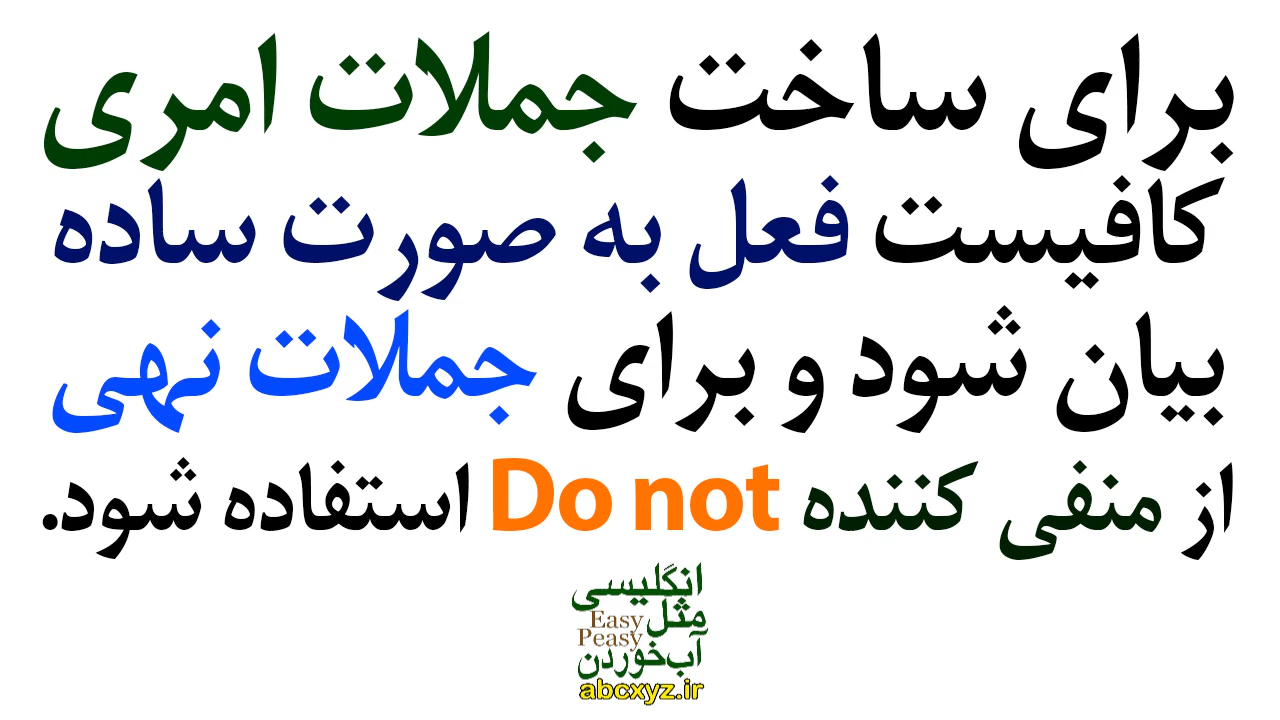 برای ساخت جملات امری
کافیست فعل به صورت ساده
بیان شود و برای جملات نهی
از منفی کننده Do not استفاده شود.
انگلیسی
مثل Easy
Peasy
آب‌خوردن
abcxyz.ir